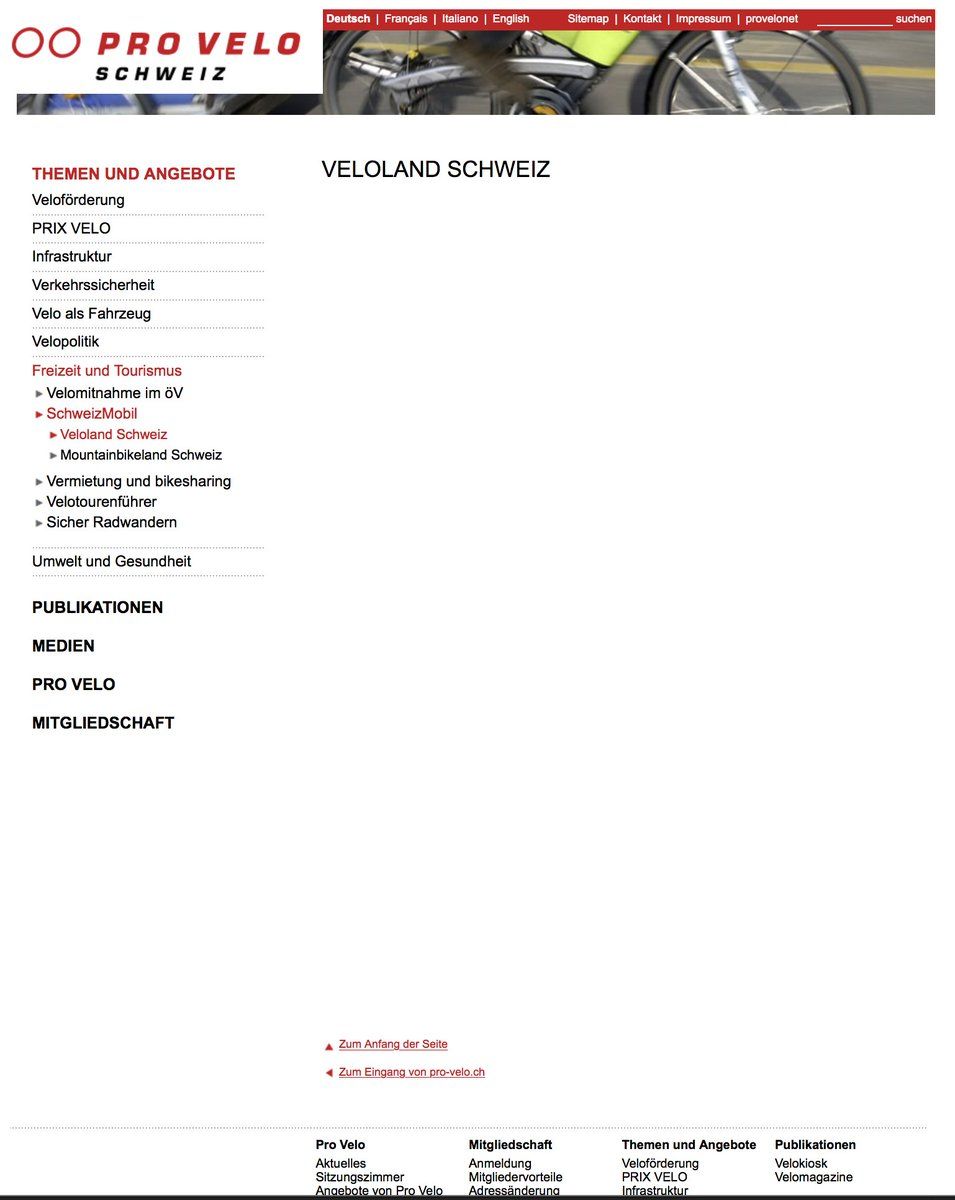 Deutsch | Français | Italiano | English Sitemap | Kontakt | Impressum | provelonet suchen
PRO VELO
SCHWEIZ
THEMEN UND ANGEBOTE
VELOLAND SCHWEIZ
Veloförderung
PRIX VELO
Infrastruktur
Verkehrssicherheit
Velo als Fahrzeug
Velopolitik
Freizeit und Tourismus
Velomitnahme im öV
SchweizMobil
Veloland Schweiz
Mountainbikeland Schweiz
Vermietung und bikesharing
Velotourenführer
Sicher Radwandern
Umwelt und Gesundheit
PUBLIKATIONEN
MEDIEN
PRO VELO
MITGLIEDSCHAFT
Zum Anfang der Seite
Zum Eingang von pro-velo.ch
Pro Velo Mitgliedschaft Themen und Angebote Publikationen
Aktuelles Anmeldung Veloförderung Velokiosk
Sitzungszimmer Mitgliedervorteile PRIX VELO Velomagazine
Angebote von Pro Velo Adressänderung Infrastruktur